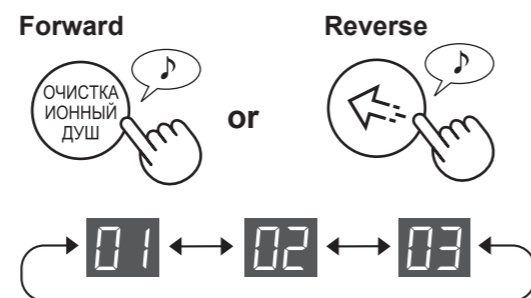 Forward
Reverse
ОЧИСТКА
ИОННЫЙ
ДУШ
or
01
02
03